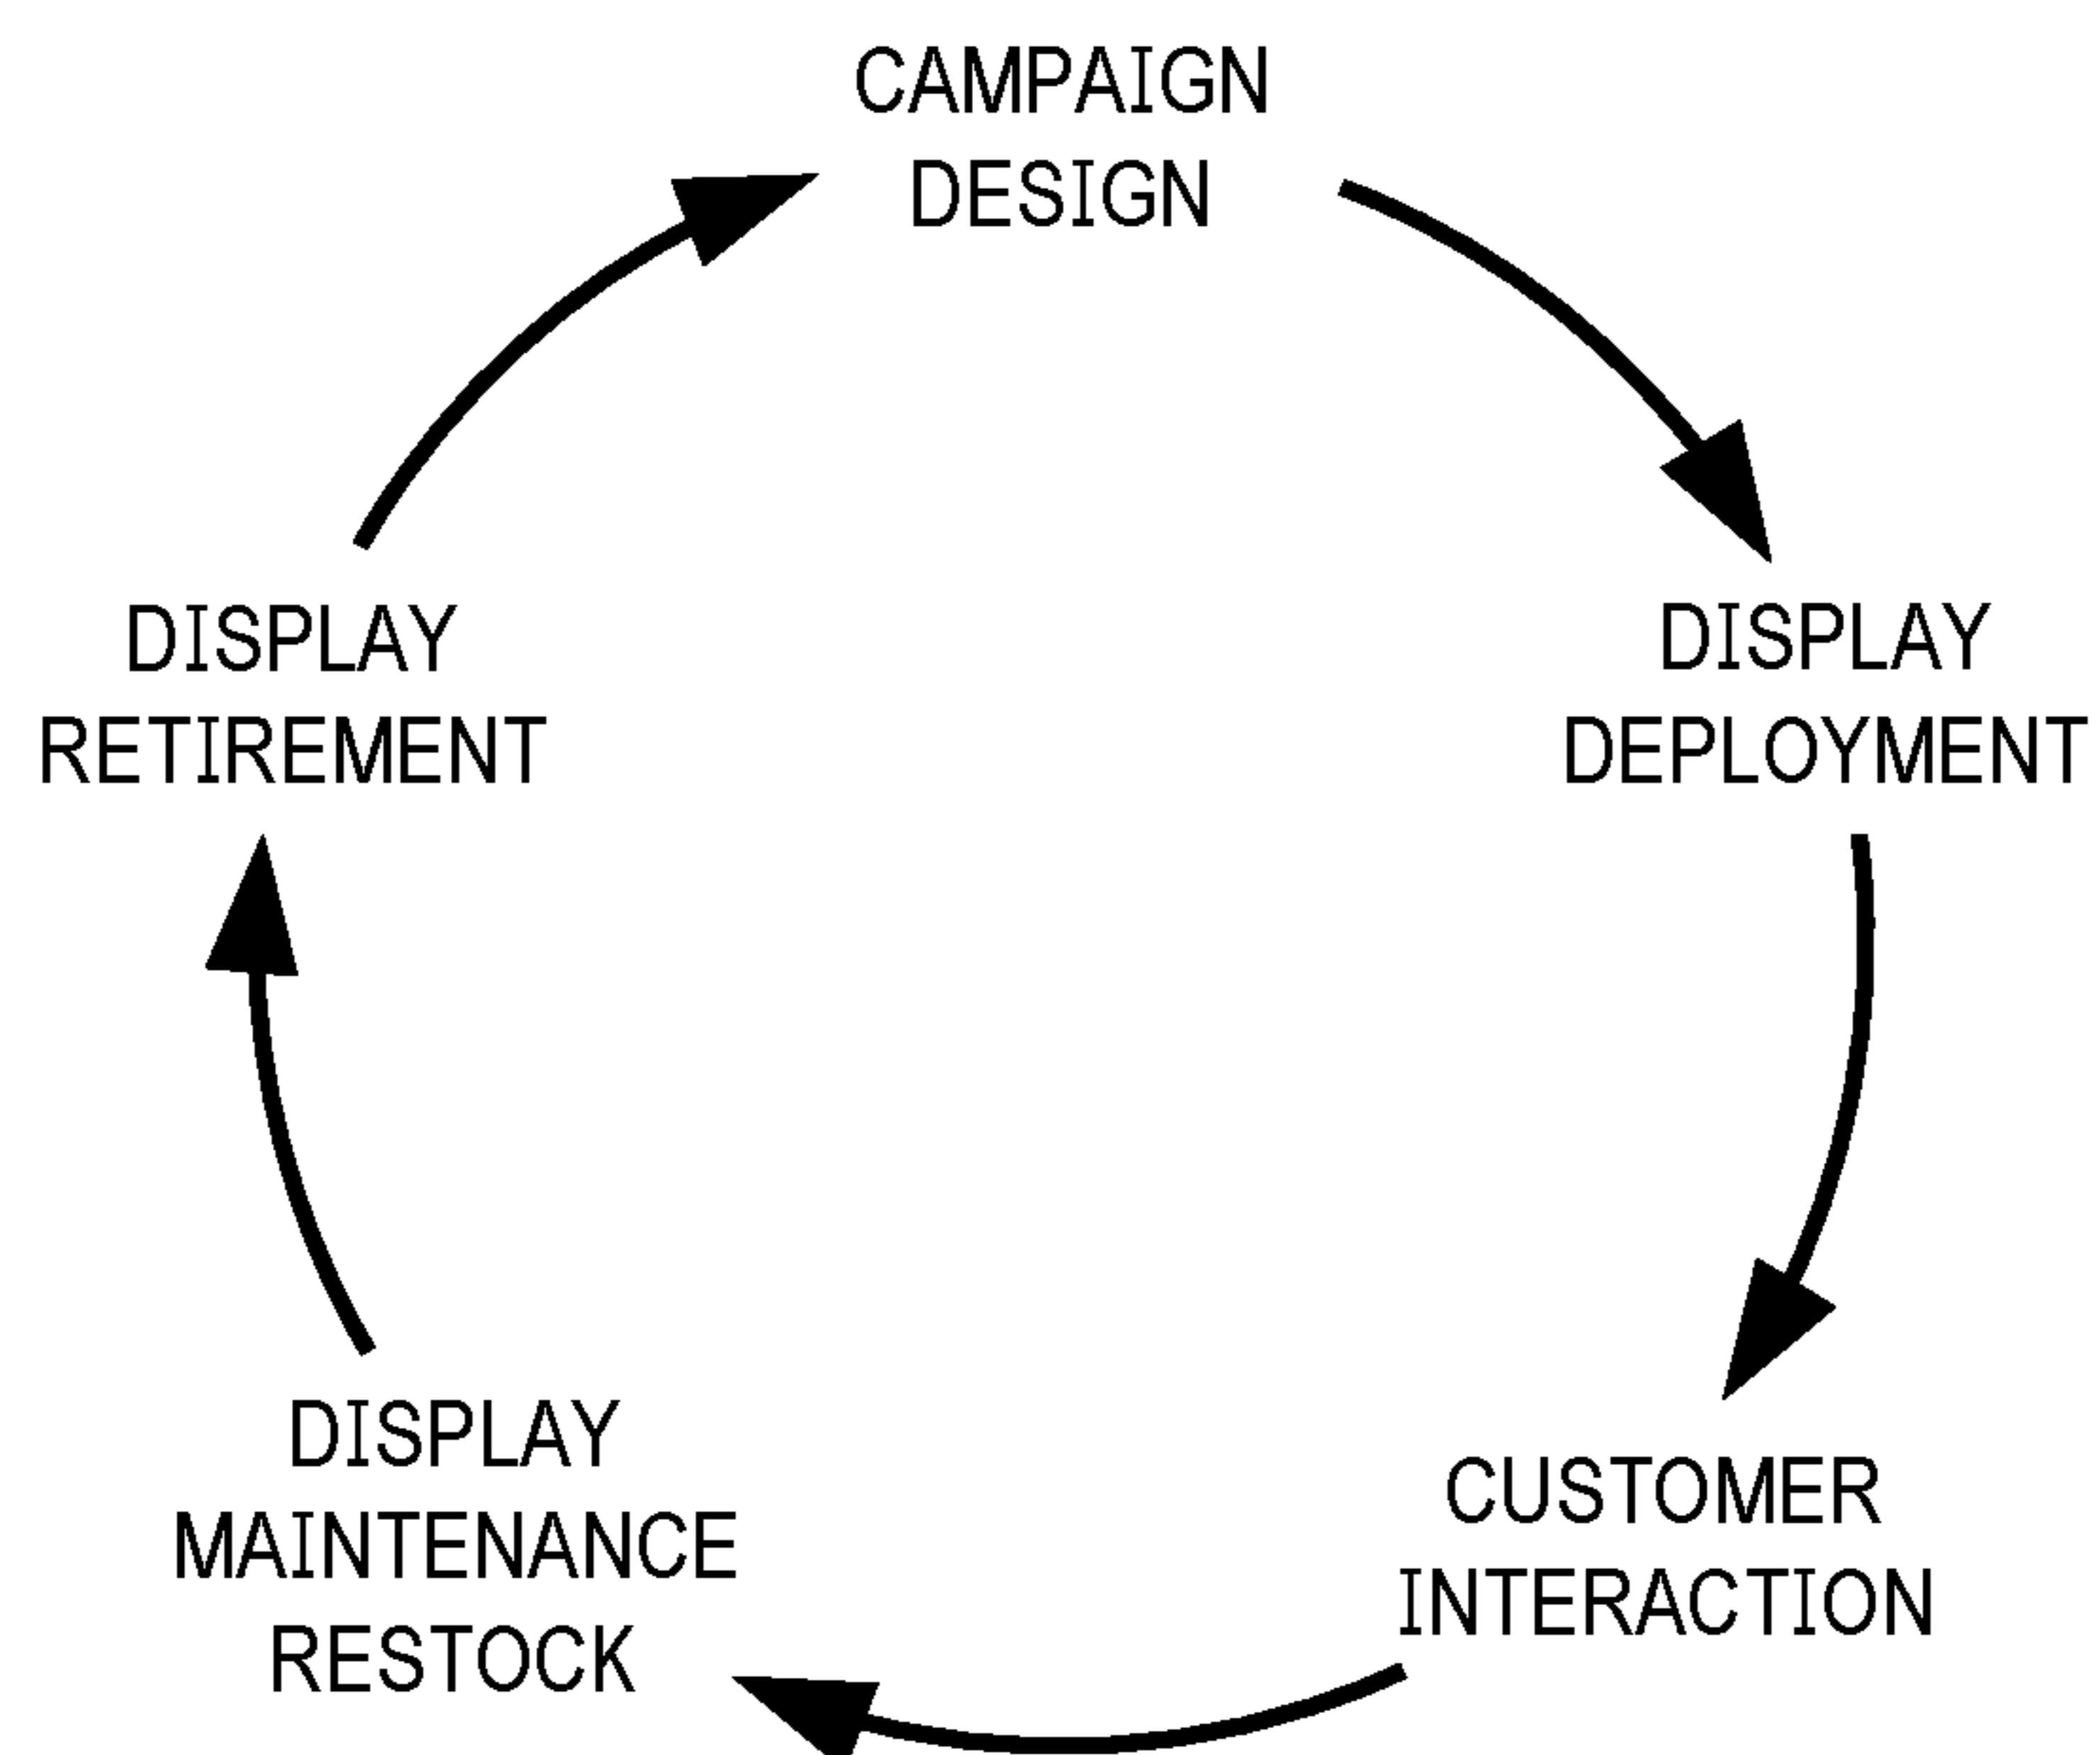 CAMPAIGN
DESIGN
DISPLAY
DEPLOYMENT
CUSTOMER
INTERACTION
DISPLAY
MAINTENANCE
RESTOCK
DISPLAY
RETIREMENT